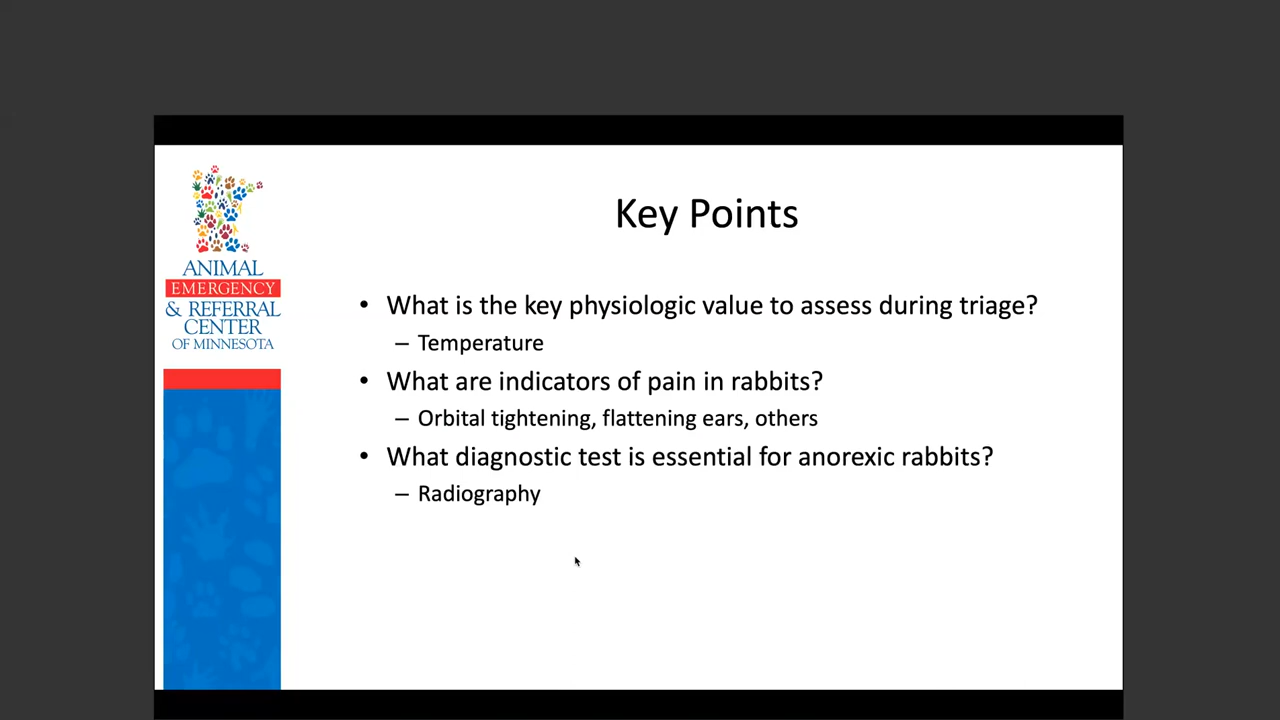 ANIMAL
EMERGENCY
& REFERRAL
CENTER
OF MINNESOTA
Key Points
• What is the key physiologic value to assess during triage?
– Temperature
• What are indicators of pain in rabbits?
– Orbital tightening, flattening ears, others
• What diagnostic test is essential for anorexic rabbits?
– Radiography